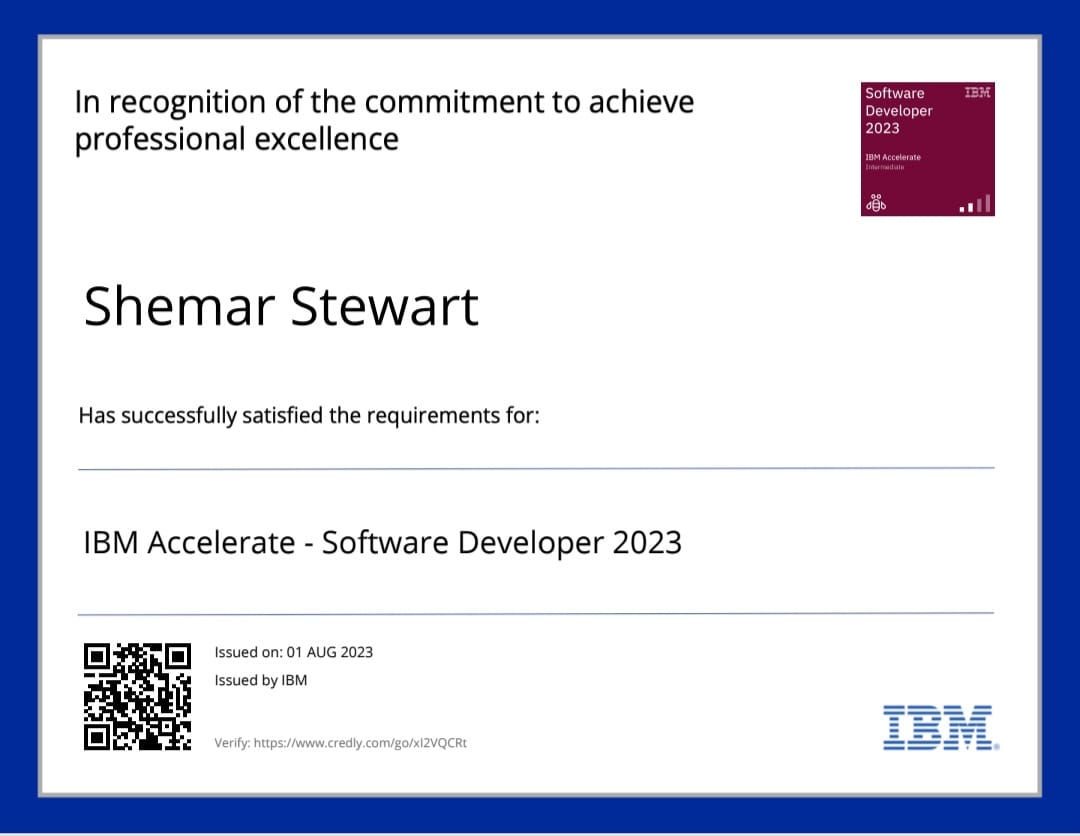 In recognition of the commitment to achieve
professional excellence
Software
Developer
2023
IBM
IBM Accelerate
Intermediate
Shemar Stewart
Has successfully satisfied the requirements for:
IBM Accelerate - Software Developer 2023
Issued on: 01 AUG 2023
Issued by IBM
Verify: https://www.credly.com/go/xI2VQCRt
IBM®